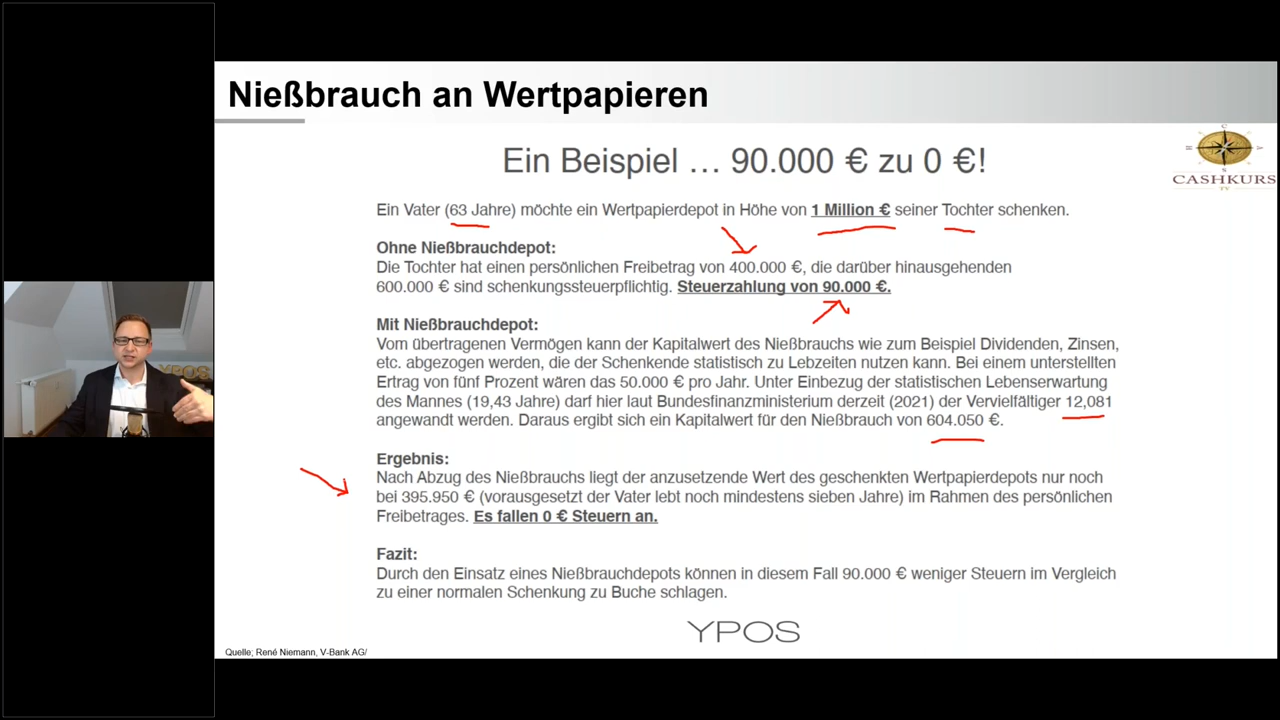 Nießbrauch an Wertpapieren
CASHKURS
Ein Beispiel … 90.000 € zu 0 €!
Ein Vater (63 Jahre) möchte ein Wertpapierdepot in Höhe von 1 Million € seiner Tochter schenken.
Ohne Nießbrauchdepot:
Die Tochter hat einen persönlichen Freibetrag von 400.000 €, die darüber hinausgehenden
600.000 € sind schenkungssteuerpflichtig. Steuerzahlung von 90.000 €.
Mit Nießbrauchdepot:
Vom übertragenen Vermögen kann der Kapitalwert des Nießbrauchs wie zum Beispiel Dividenden, Zinsen,
etc. abgezogen werden, die der Schenkende statistisch zu Lebzeiten nutzen kann. Bei einem unterstellten
Ertrag von fünf Prozent wären das 50.000 € pro Jahr. Unter Einbezug der statistischen Lebenserwartung
des Mannes (19,43 Jahre) darf hier laut Bundesfinanzministerium derzeit (2021) der Vervielfältiger 12,081
angewandt werden. Daraus ergibt sich ein Kapitalwert für den Nießbrauch von 604.050 €.
Ergebnis:
Nach Abzug des Nießbrauchs liegt der anzusetzende Wert des geschenkten Wertpapierdepots nur noch
bei 395.950 € (vorausgesetzt der Vater lebt noch mindestens sieben Jahre) im Rahmen des persönlichen
Freibetrages. Es fallen 0 € Steuern an.
Fazit:
Durch den Einsatz eines Nießbrauchdepots können in diesem Fall 90.000 € weniger Steuern im Vergleich
zu einer normalen Schenkung zu Buche schlagen.
YPOS
Quelle; René Niemann, V-Bank AG/
YPOS